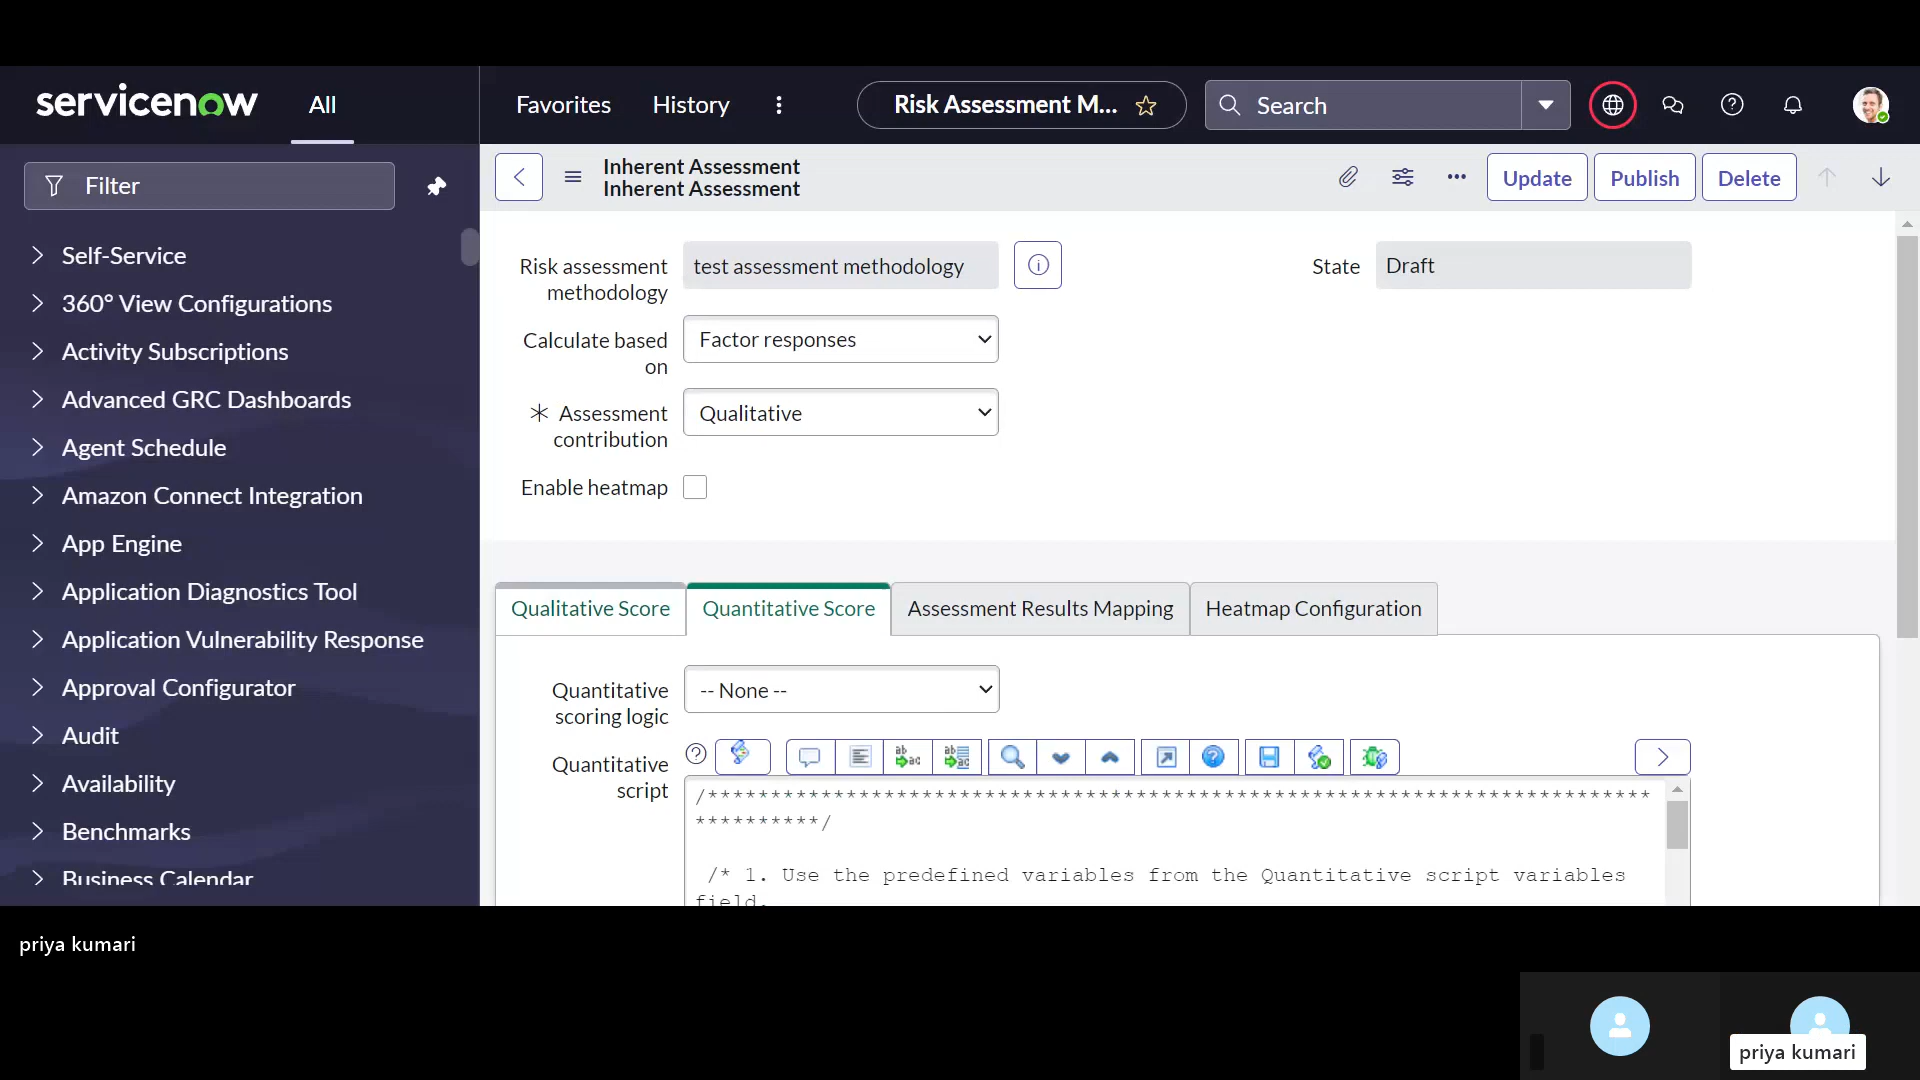 servicenow
All
Favorites
History
Risk Assessment M...
Search
Filter
Self-Service
360° View Configurations
Activity Subscriptions
Advanced GRC Dashboards
Agent Schedule
Amazon Connect Integration
App Engine
Application Diagnostics Tool
Application Vulnerability Response
Approval Configurator
Audit
Availability
Benchmarks
Business Calendar
Inherent Assessment
Inherent Assessment
Update
Publish
Delete
Risk assessment
methodology
test assessment methodology
State
Draft
Calculate based
on
Factor responses
Assessment
contribution
Qualitative
Enable heatmap
Qualitative Score
Quantitative Score
Assessment Results Mapping
Heatmap Configuration
Quantitative
scoring logic
-- None --
Quantitative
script
/***************************************************************************
**********/
/* 1. Use the predefined variables from the Quantitative script variables
field.
priya kumari
priya kumari